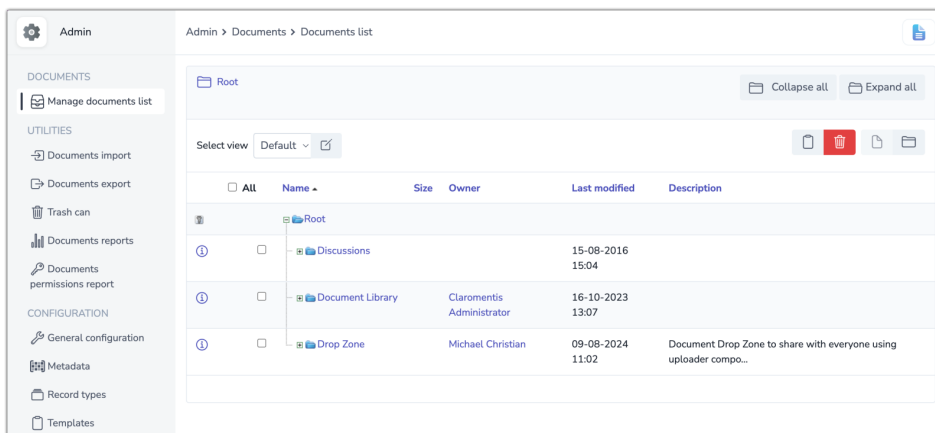 Admin
Admin > Documents > Documents list
DOCUMENTS
Manage documents list
UTILITIES
Documents import
Documents export
Trash can
Documents reports
Documents
permissions report
CONFIGURATION
General configuration
Metadata
Record types
Templates
Root
Collapse all
Expand all
Select view
Default
All Name Size Owner Last modified Description
Root
Discussions 15-08-2016
15:04
Document Library Claromentis 16-10-2023
Administrator 13:07
Drop Zone Michael Christian 09-08-2024 Document Drop Zone to share with everyone using
11:02 uploader compo...